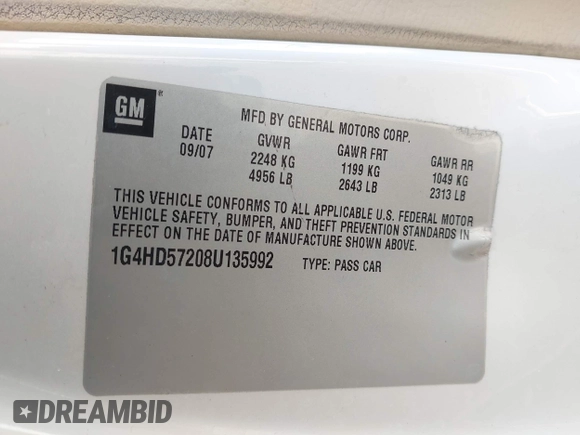 GM
MFD BY GENERAL MOTORS CORP.
DATE GVWR GAWR FRT GAWR RR
09/07 2248 KG 1199 KG 1049 KG
4956 LB 2643 LB 2313 LB
THIS VEHICLE CONFORMS TO ALL APPLICABLE U.S. FEDERAL MOTOR
VEHICLE SAFETY, BUMPER, AND THEFT PREVENTION STANDARDS IN
EFFECT ON THE DATE OF MANUFACTURE SHOWN ABOVE.
1G4HD57208U135992 TYPE: PASS CAR
DREAMBID